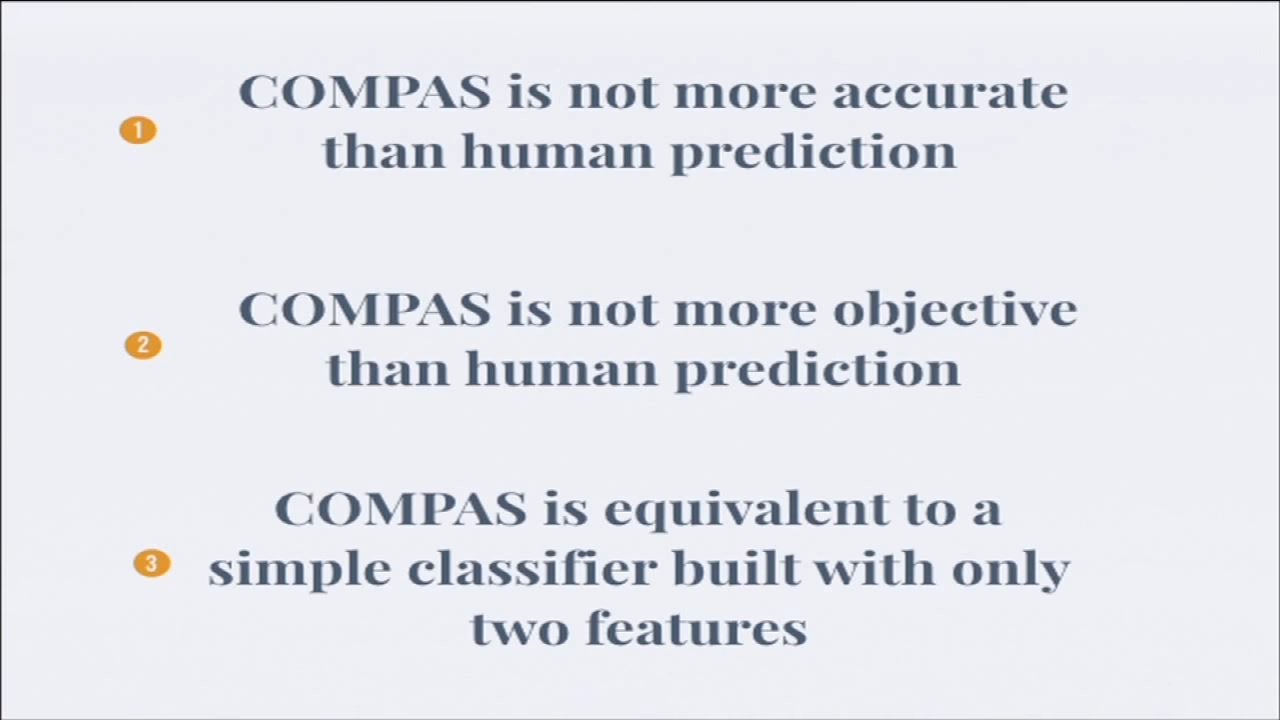 1
COMPAS is not more accurate
than human prediction
2
COMPAS is not more objective
than human prediction
3
COMPAS is equivalent to a
simple classifier built with only
two features